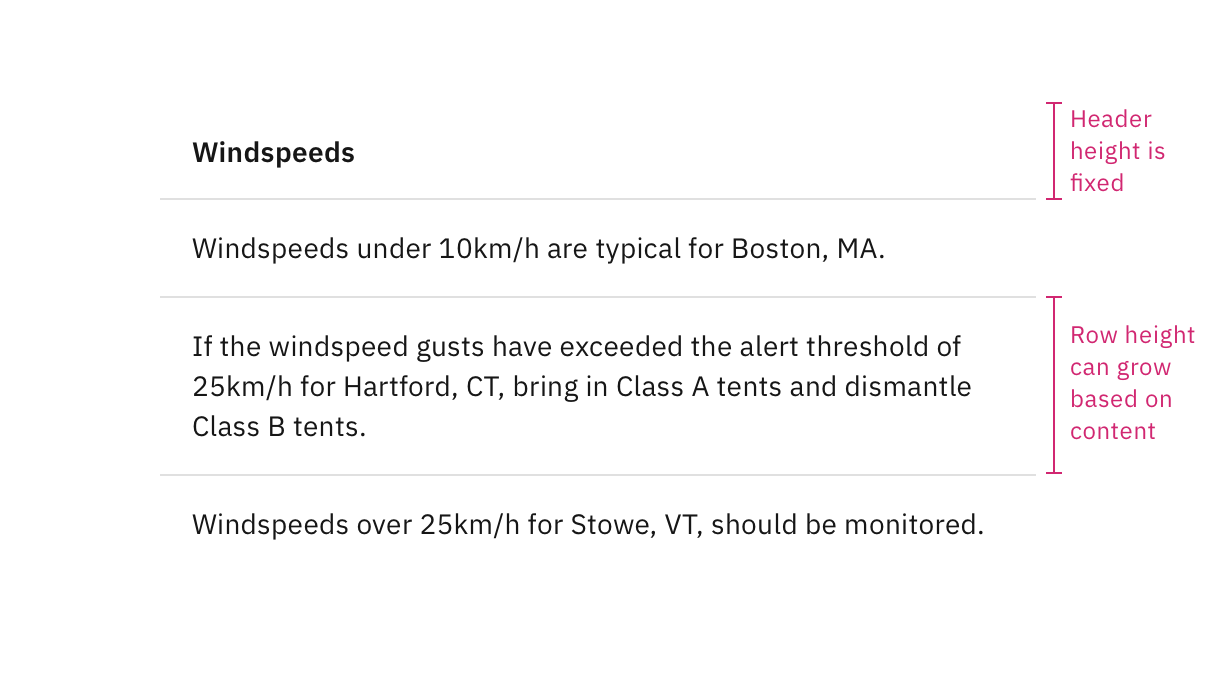 Windspeeds
Header
height is
fixed
Windspeeds under 10km/h are typical for Boston, MA.
If the windspeed gusts have exceeded the alert threshold of
25km/h for Hartford, CT, bring in Class A tents and dismantle
Class B tents.
Row height
can grow
based on
content
Windspeeds over 25km/h for Stowe, VT, should be monitored.